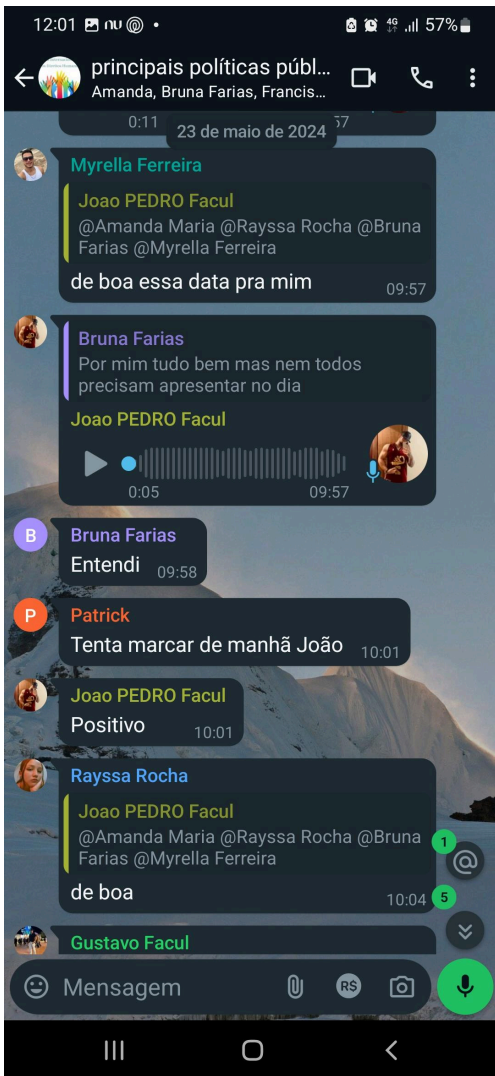 12:01
4G
57%
principais políticas públ...
Amanda, Bruna Farias, Francis...
0:11
57
23 de maio de 2024
Myrella Ferreira
Joao PEDRO Facul
@Amanda Maria @Rayssa Rocha @Bruna
Farias @Myrella Ferreira
de boa essa data pra mim
09:57
Bruna Farias
Por mim tudo bem mas nem todos
precisam apresentar no dia
Joao PEDRO Facul
0:05
09:57
B
Bruna Farias
Entendi
09:58
P
Patrick
Tenta marcar de manhã João
10:01
Joao PEDRO Facul
Positivo
10:01
Rayssa Rocha
Joao PEDRO Facul
@Amanda Maria @Rayssa Rocha @Bruna
Farias @Myrella Ferreira
1
@
de boa
10:04
5
Gustavo Facul
Mensagem
R$